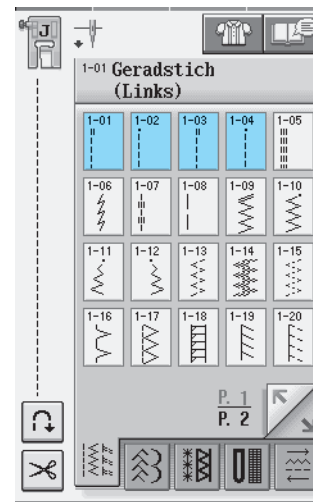 J
1-01 Geradstich
(Links)
1-01 1-02 1-03 1-04 1-05
1-06 1-07 1-08 1-09 1-10
1-11 1-12 1-13 1-14 1-15
1-16 1-17 1-18 1-19 1-20
P. 1
P. 2